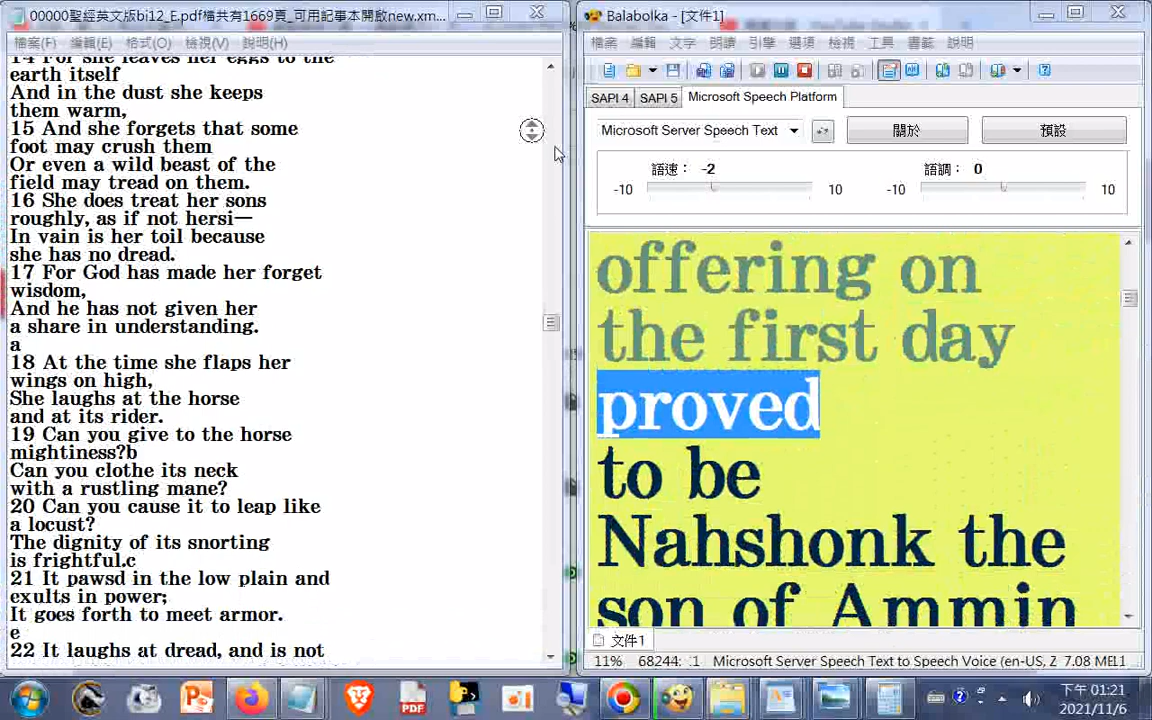 00000聖經英文版bi12_E.pdf檔共有1669頁_可用記事本開啟new.xm...
檔案(F) 編輯(E) 格式(O) 檢視(V) 說明(H)
14 For she leaves her eggs to the
earth itself
And in the dust she keeps
them warm,
15 And she forgets that some
foot may crush them
Or even a wild beast of the
field may tread on them.
16 She does treat her sons
roughly, as if not hersi—
In vain is her toil because
she has no dread.
17 For God has made her forget
wisdom,
And he has not given her
a share in understanding.
a
18 At the time she flaps her
wings on high,
She laughs at the horse
and at its rider.
19 Can you give to the horse
mightiness?b
Can you clothe its neck
with a rustling mane?
20 Can you cause it to leap like
a locust?
The dignity of its snorting
is frightful.c
21 It pawsd in the low plain and
exults in power;
It goes forth to meet armor.
e
22 It laughs at dread, and is not
Balabolka - [文件1]
檔案 編輯 文字 朗讀 引擎 選項 檢視 工具 書籤 說明
SAPI 4 SAPI 5 Microsoft Speech Platform
Microsoft Server Speech Text 關於 預設
語速： -2 語調： 0
-10 10 -10 10
offering on
the first day
proved
to be
Nahshonk the
son of Ammin
文件1
11% 68244: Microsoft Server Speech Text to Speech Voice (en-US, Z 7.08 ME
PDF
下午 01:21
2021/11/6